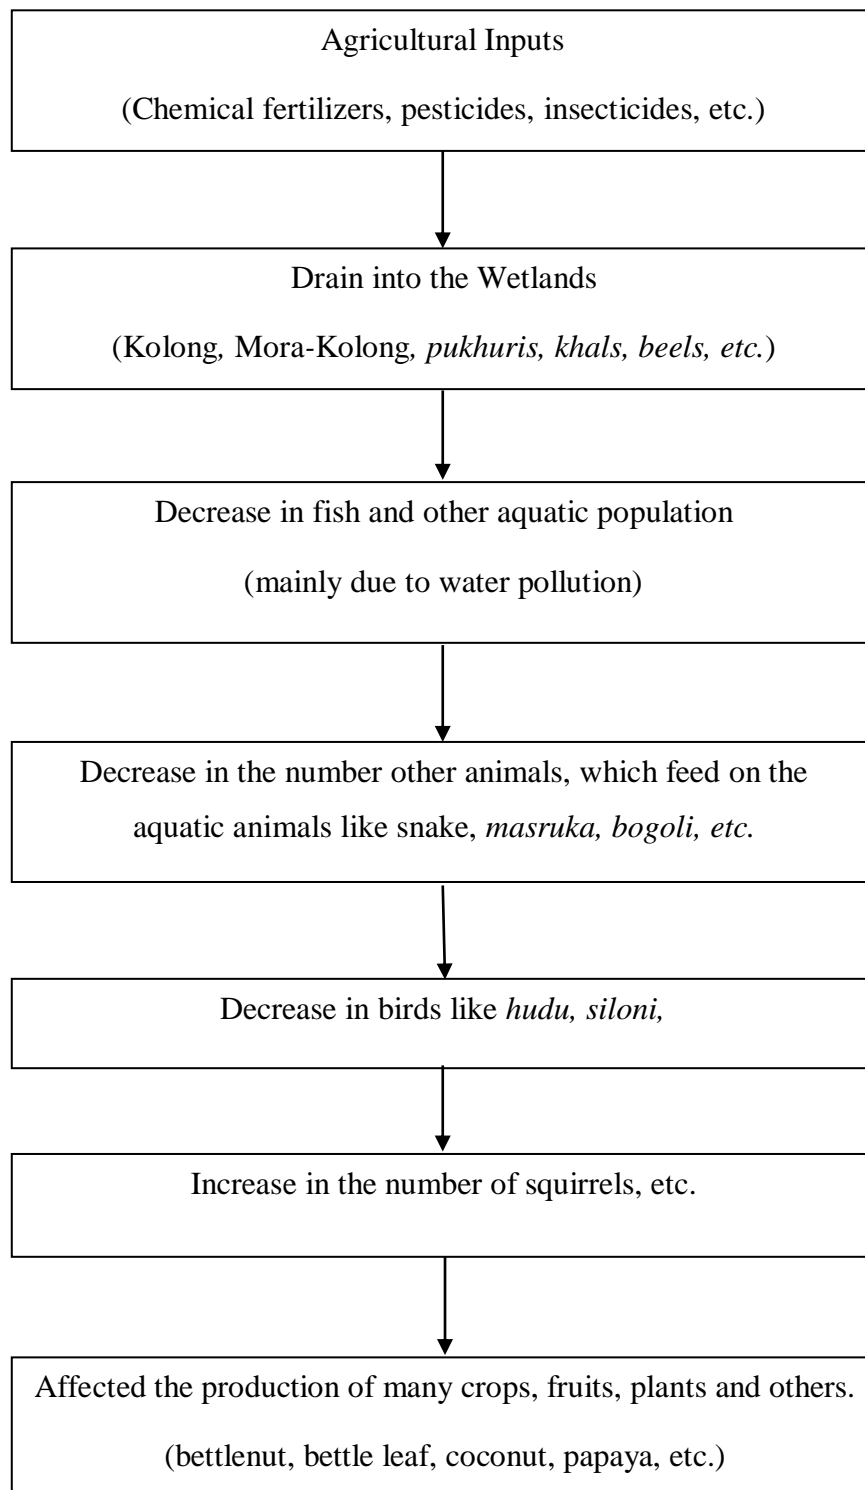 Agricultural Inputs
(Chemical fertilizers, pesticides, insecticides, etc.)
Drain into the Wetlands
(Kolong, Mora-Kolong, pukhuris, khals, beels, etc.)
Decrease in fish and other aquatic population
(mainly due to water pollution)
Decrease in the number other animals, which feed on the
aquatic animals like snake, masruka, bogoli, etc.
Decrease in birds like hudu, siloni,
Increase in the number of squirrels, etc.
Affected the production of many crops, fruits, plants and others.
(bettlenut, bettle leaf, coconut, papaya, etc.)